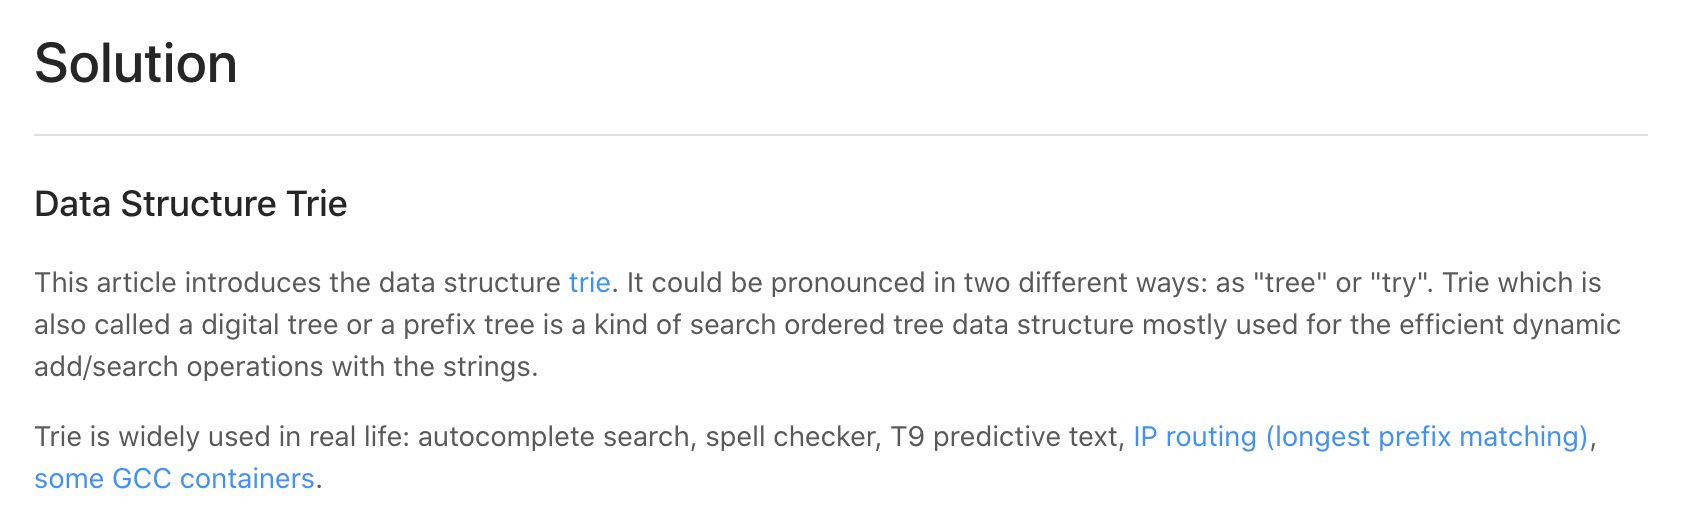 Solution
Data Structure Trie
This article introduces the data structure trie. It could be pronounced in two different ways: as "tree" or "try". Trie which is
also called a digital tree or a prefix tree is a kind of search ordered tree data structure mostly used for the efficient dynamic
add/search operations with the strings.
Trie is widely used in real life: autocomplete search, spell checker, T9 predictive text, IP routing (longest prefix matching),
some GCC containers.